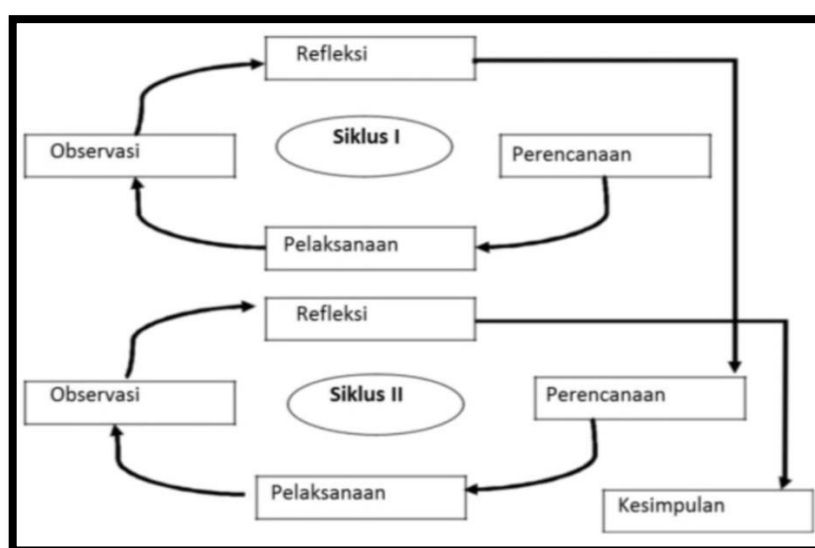 Refleksi
Siklus I
Observasi
Perencanaan
Pelaksanaan
Refleksi
Siklus II
Observasi
Perencanaan
Pelaksanaan
Kesimpulan